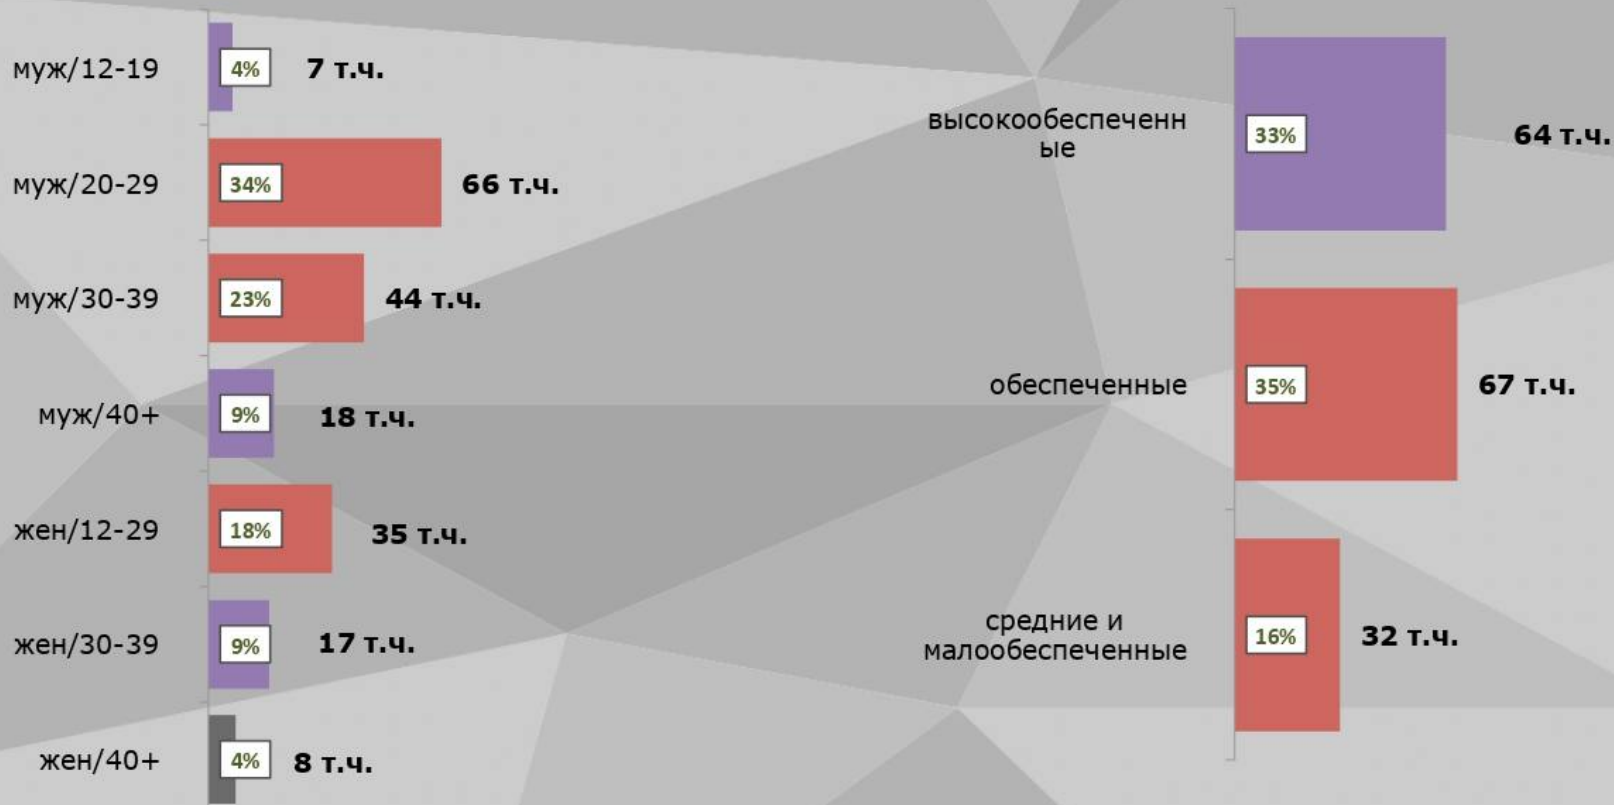 муж/12-19
4%
7 т.ч.
муж/20-29
34%
66 т.ч.
муж/30-39
23%
44 т.ч.
муж/40+
9%
18 т.ч.
жен/12-29
18%
35 т.ч.
жен/30-39
9%
17 т.ч.
жен/40+
4%
8 т.ч.
высокообеспеченн
ые
33%
64 т.ч.
обеспеченные
35%
67 т.ч.
средние и
малообеспеченные
16%
32 т.ч.